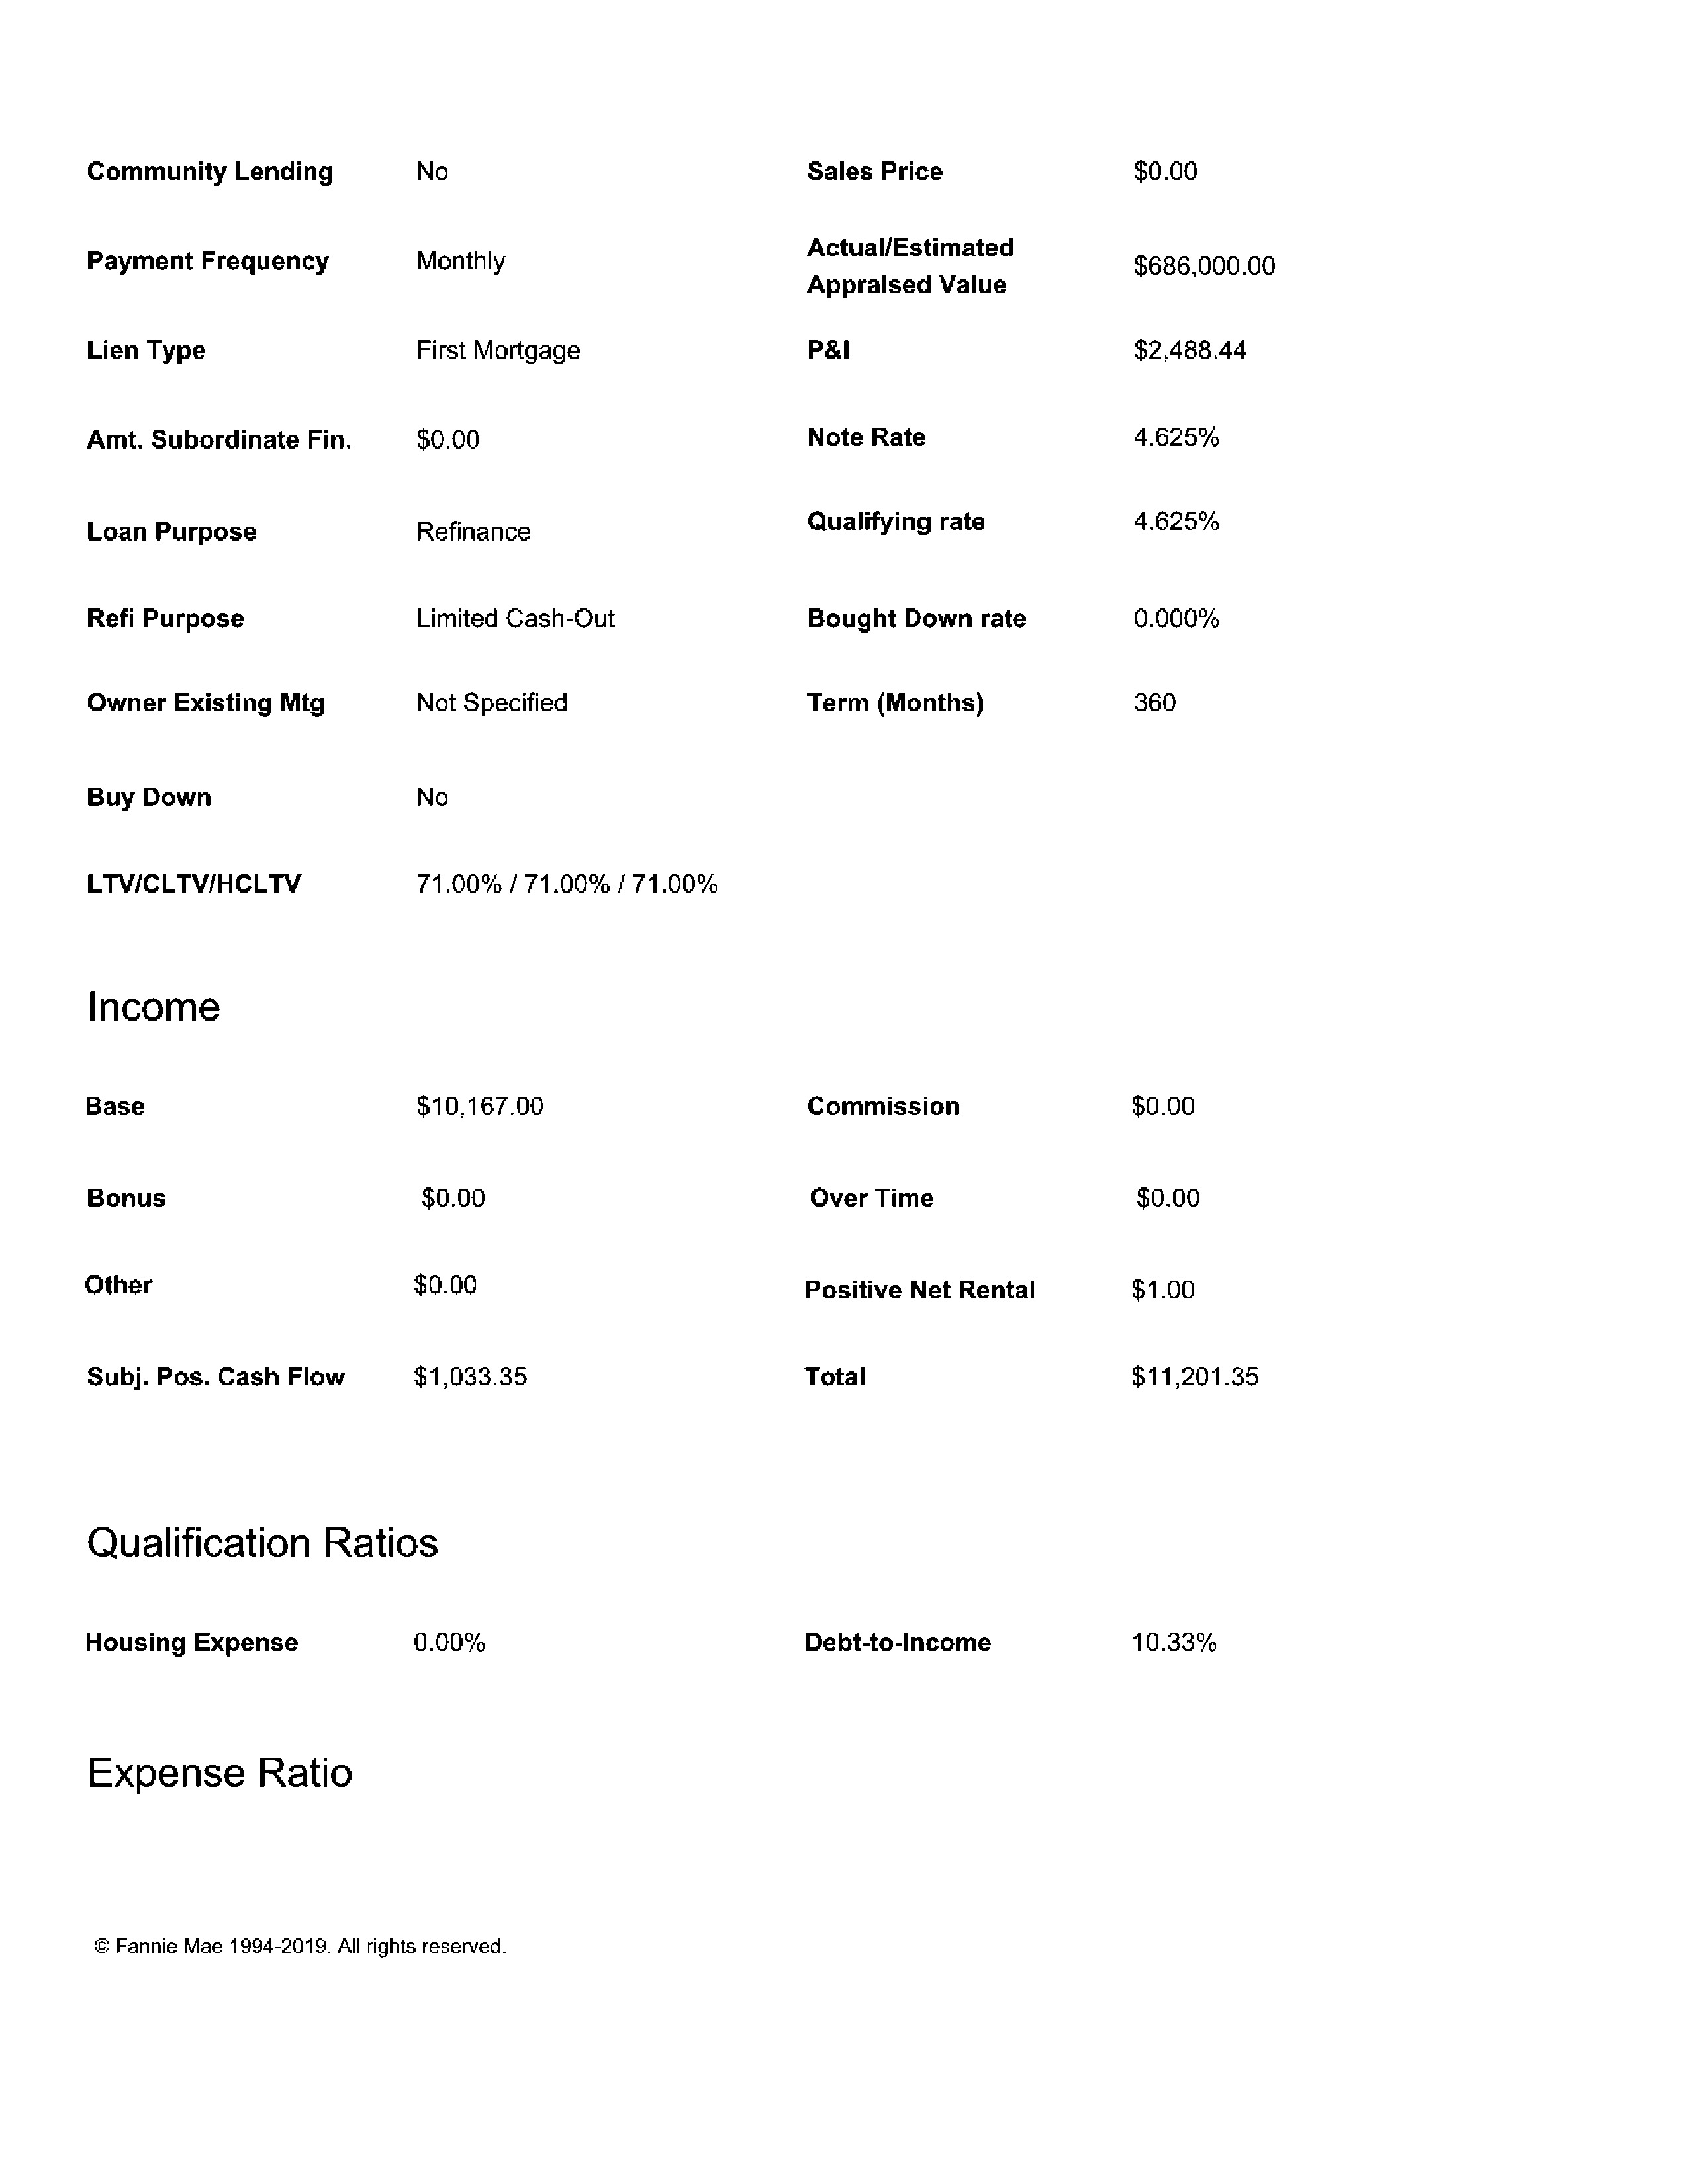 Community Lending No Sales Price $0.00
Payment Frequency Monthly Actual/Estimated Appraised Value $686,000.00
Lien Type First Mortgage P&I $2,488.44
Amt. Subordinate Fin. $0.00 Note Rate 4.625%
Loan Purpose Refinance Qualifying rate 4.625%
Refi Purpose Limited Cash-Out Bought Down rate 0.000%
Owner Existing Mtg Not Specified Term (Months) 360
Buy Down No
LTV/CLTV/HCLTV 71.00% / 71.00% / 71.00%
Income
Base $10,167.00 Commission $0.00
Bonus $0.00 Over Time $0.00
Other $0.00 Positive Net Rental $1.00
Subj. Pos. Cash Flow $1,033.35 Total $11,201.35
Qualification Ratios
Housing Expense 0.00% Debt-to-Income 10.33%
Expense Ratio
© Fannie Mae 1994-2019. All rights reserved.